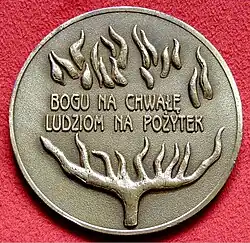 BOGU NA CHWAŁĘ
LUDZIOM NA POŻYTEK